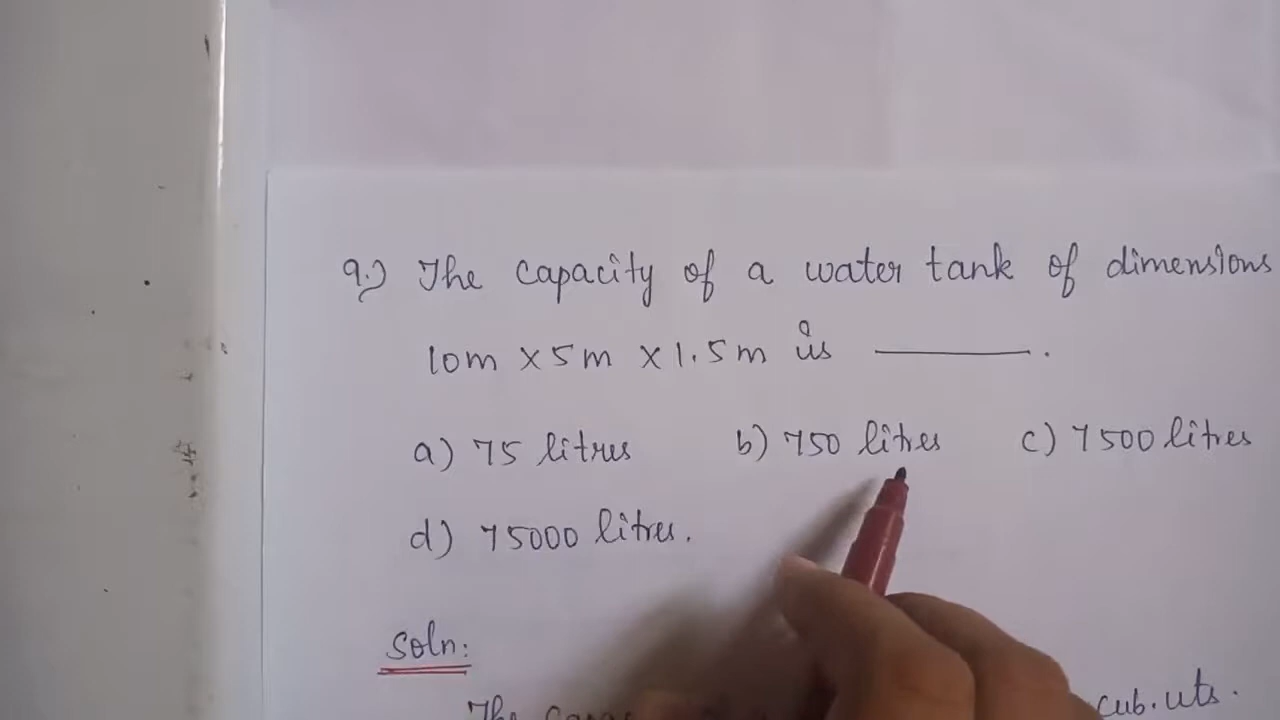 9.) The capacity of a water tank of dimensions
10m × 5m × 1.5m is ———.
a) 75 litres b) 750 litres c) 7500 litres
d) 75000 litres.
Soln:
The cub. uts.